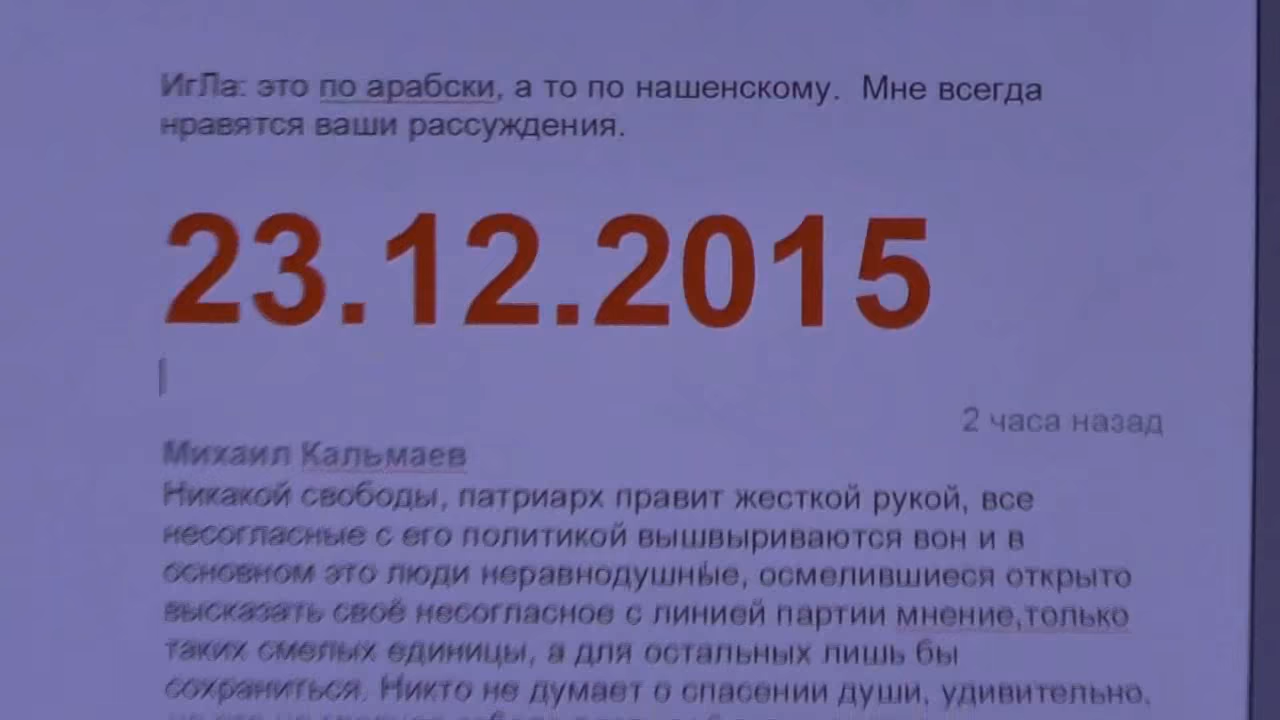 ИгЛа: это по арабски, а то по нашенскому. Мне всегда
нравятся ваши рассуждения.
23.12.2015
2 часа назад
Михаил Кальмаев
Никакой свободы, патриарх правит жесткой рукой, все
несогласные с его политикой вышвыриваются вон и в
основном это люди неравнодушные, осмелившиеся открыто
высказать своё несогласное с линией партии мнение,только
таких смелых единицы, а для остальных лишь бы
сохраниться. Никто не думает о спасении души, удивительно,